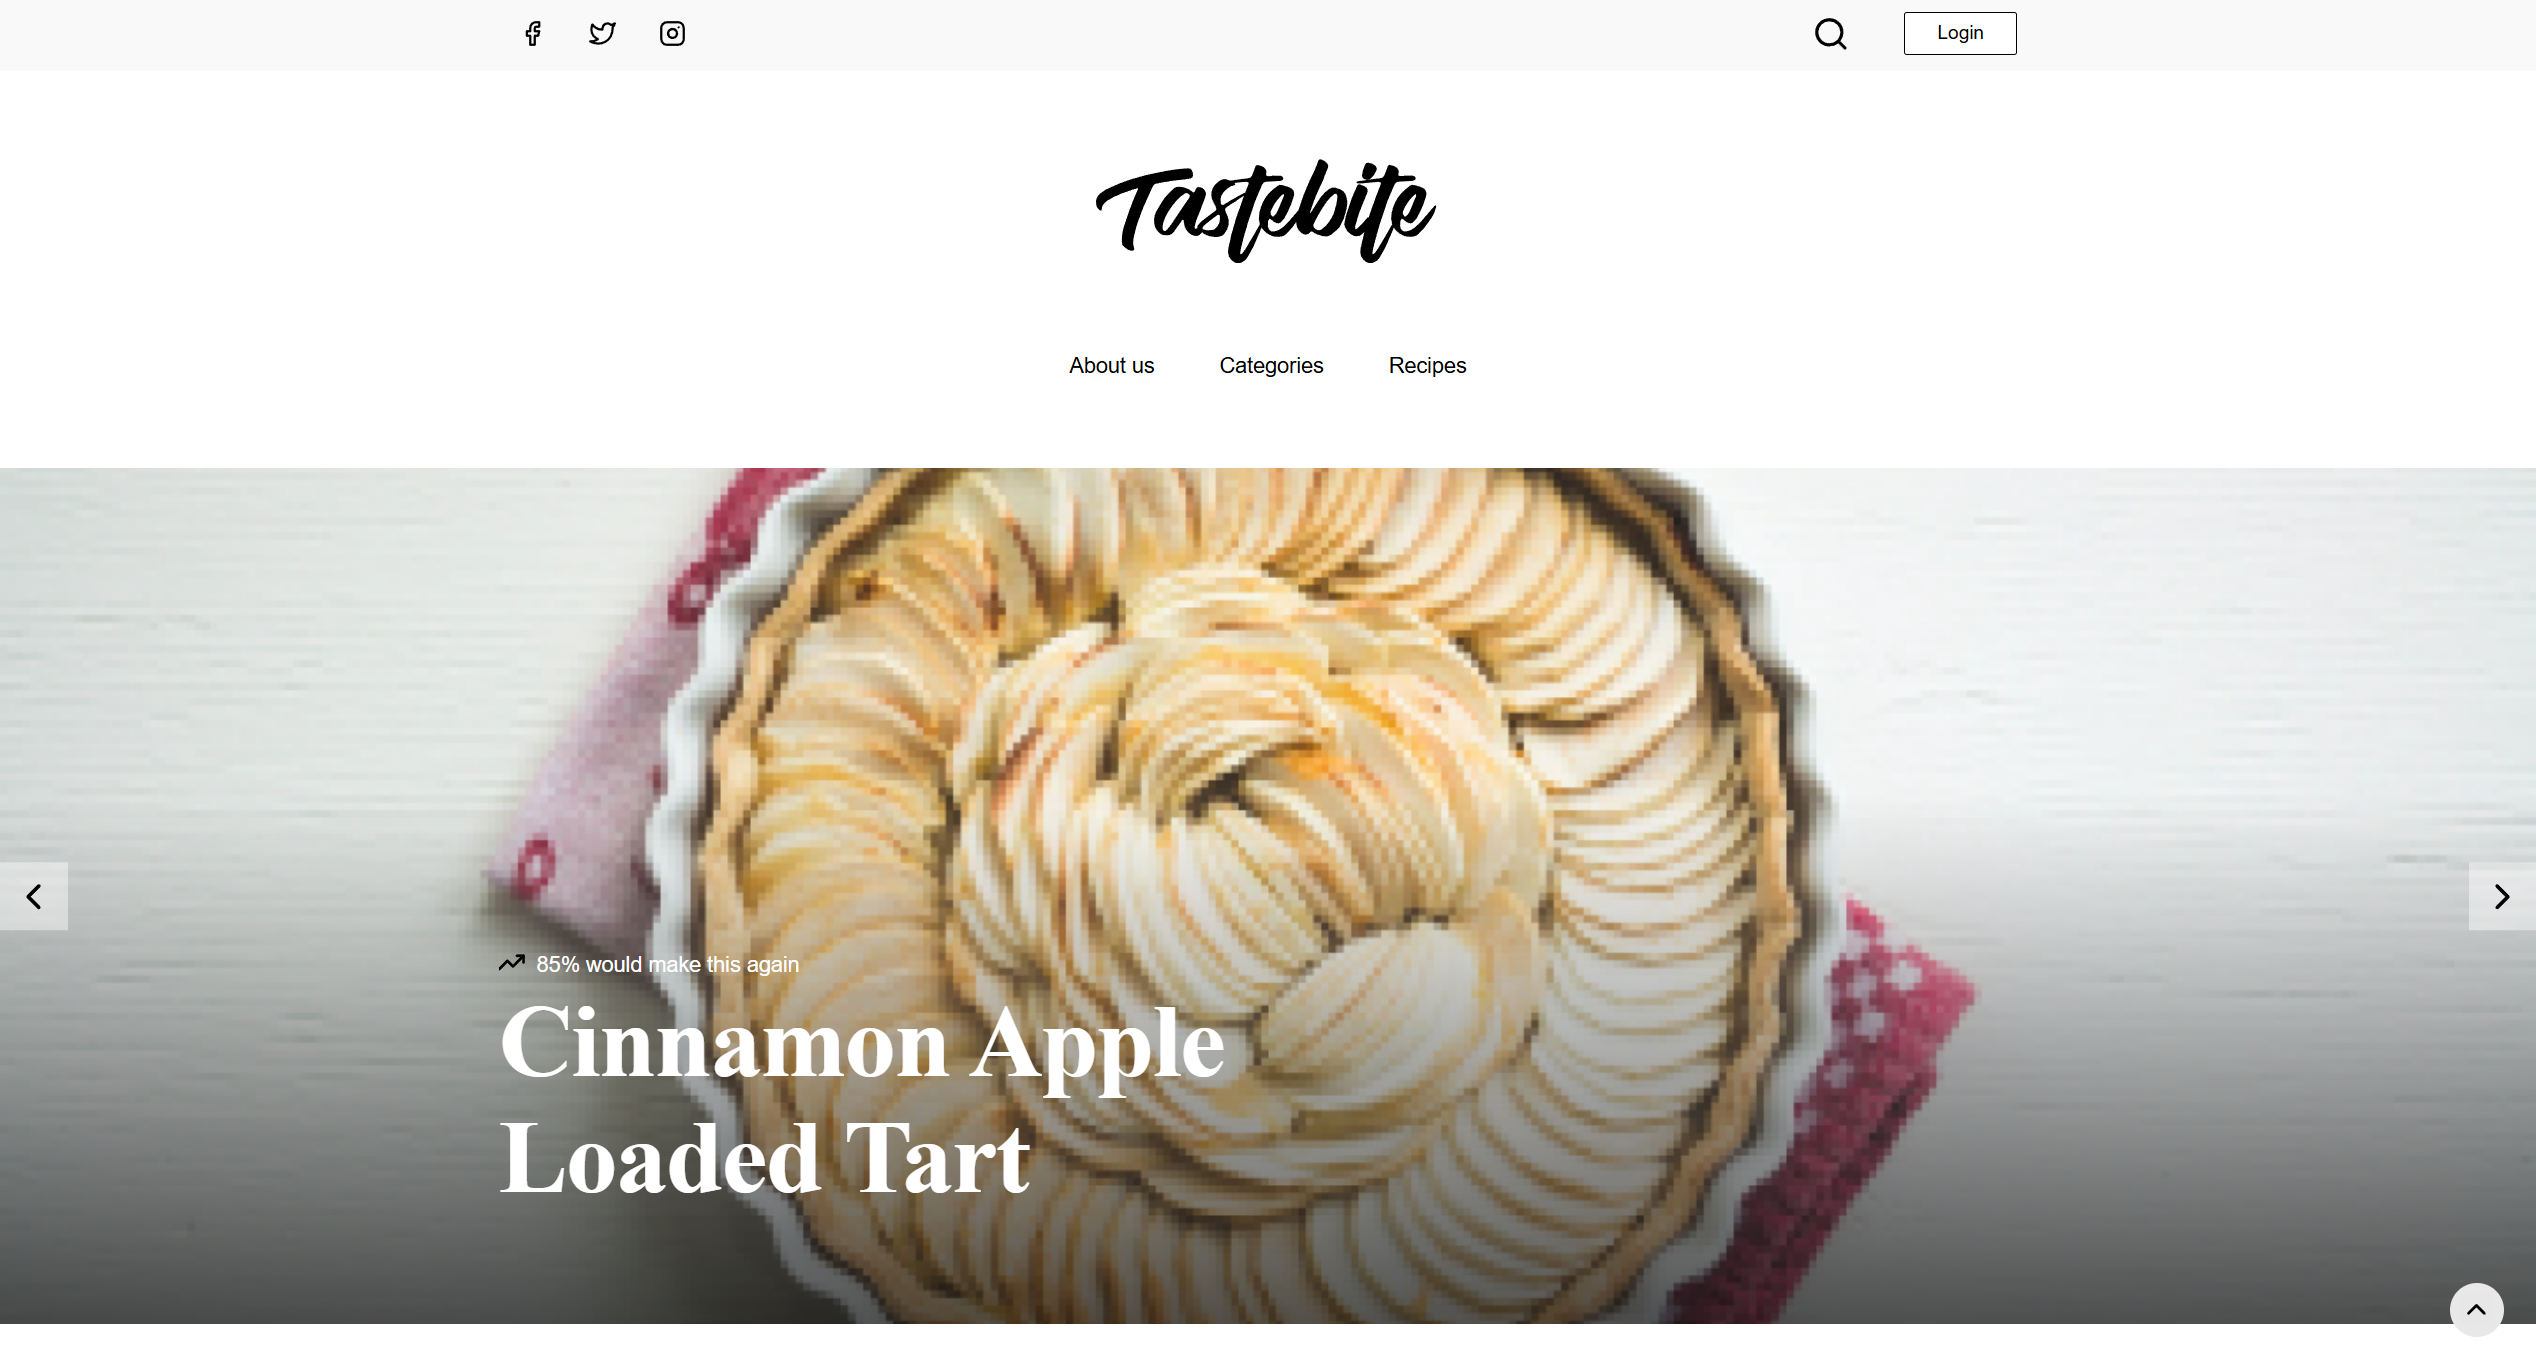 Login
Tastebite
About us Categories Recipes
85% would make this again
Cinnamon Apple
Loaded Tart